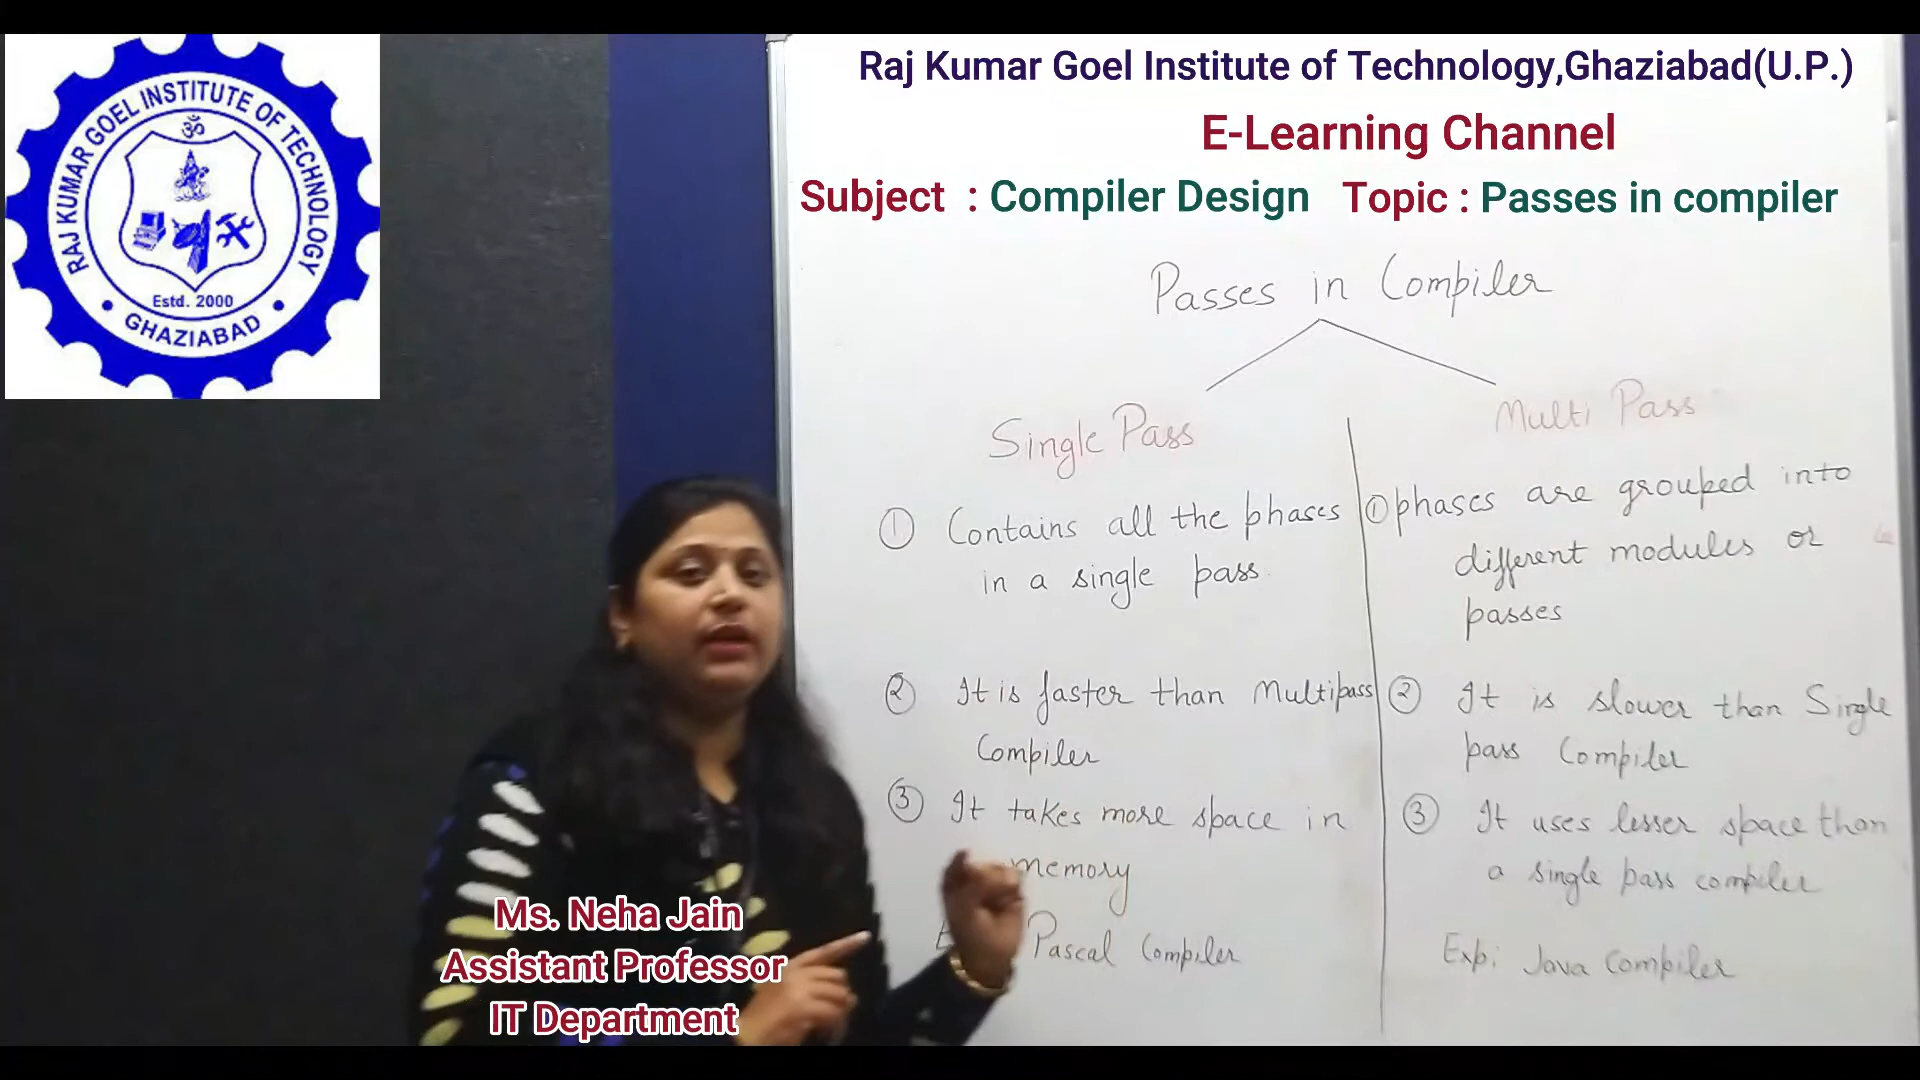 RAJ KUMAR GOEL INSTITUTE OF TECHNOLOGY
ॐ
Estd. 2000
GHAZIABAD
Raj Kumar Goel Institute of Technology,Ghaziabad(U.P.)
E-Learning Channel
Subject : Compiler Design Topic : Passes in compiler
Passes in Compiler
Single Pass
① Contains all the phases
in a single pass.
② It is faster than Multipass
Compiler
③ It takes more space in
memory
Pascal Compiler
Multi Pass
① phases are grouped into
different modules or
passes
② It is slower than Single
pass Compiler
③ It uses lesser space than
a single pass compiler
Exp: Java Compiler
Ms. Neha Jain
Assistant Professor
IT Department